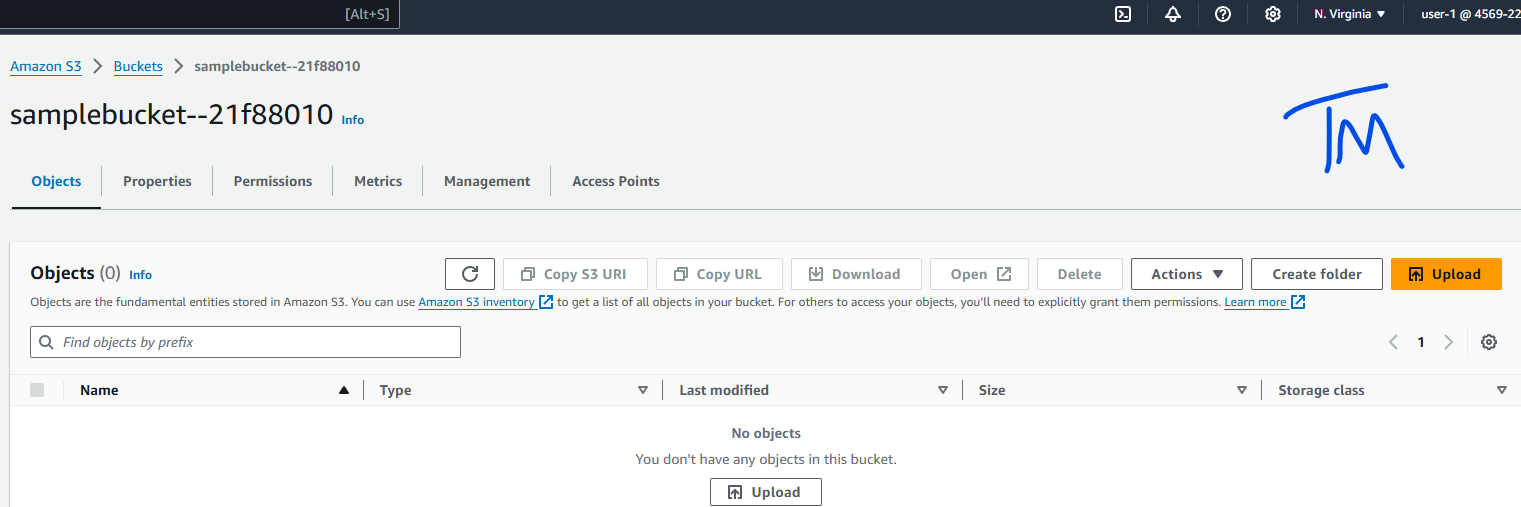 [Alt+S] N. Virginia user-1 @ 4569-22
Amazon S3 Buckets samplebucket--21f88010
samplebucket--21f88010 Info
TM
Objects Properties Permissions Metrics Management Access Points
Objects (0) Info Copy S3 URI Copy URL Download Open Delete Actions Create folder Upload
Objects are the fundamental entities stored in Amazon S3. You can use Amazon S3 inventory to get a list of all objects in your bucket. For others to access your objects, you'll need to explicitly grant them permissions. Learn more
Find objects by prefix 1
Name Type Last modified Size Storage class
No objects
You don't have any objects in this bucket.
Upload